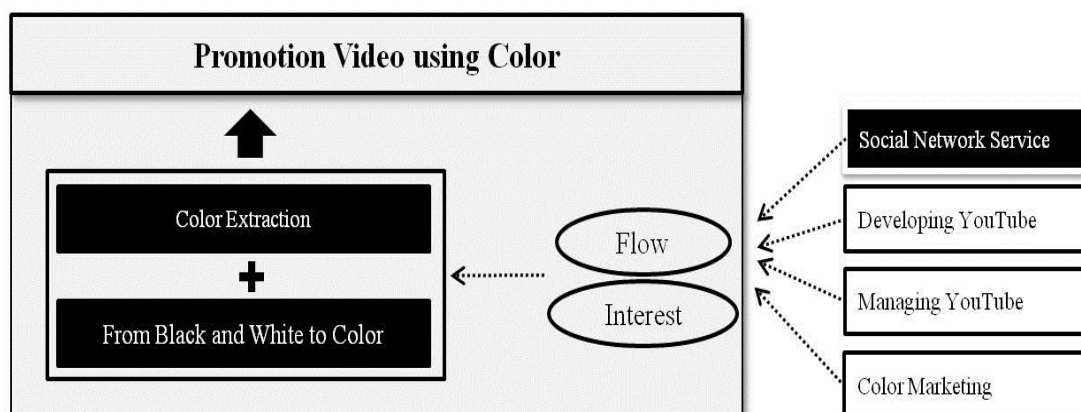 Promotion Video using Color
Social Network Service
Color Extraction
Developing YouTube
Flow
+
Managing YouTube
Interest
From Black and White to Color
Color Marketing